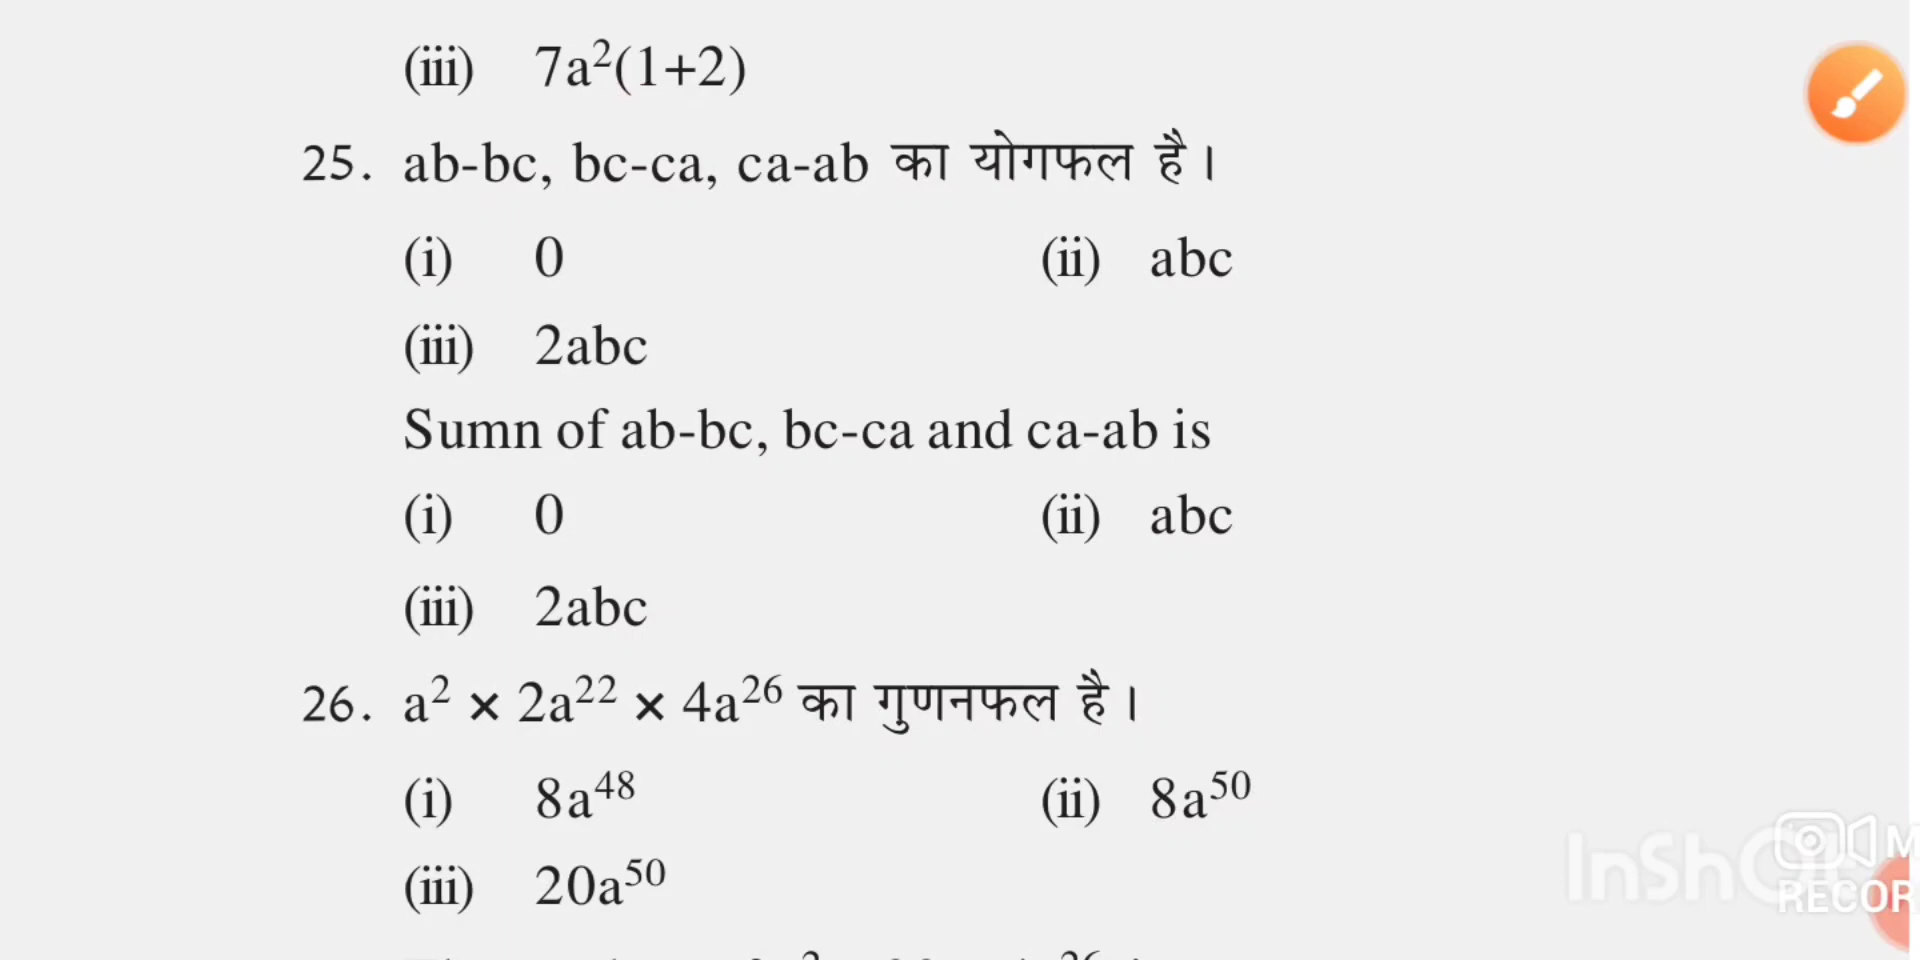 (iii) 7a²(1+2)
25. ab-bc, bc-ca, ca-ab का योगफल है।
(i) 0 (ii) abc
(iii) 2abc
Sumn of ab-bc, bc-ca and ca-ab is
(i) 0 (ii) abc
(iii) 2abc
26. a² × 2a²² × 4a²⁶ का गुणनफल है।
(i) 8a⁴⁸ (ii) 8a⁵⁰
(iii) 20a⁵⁰
InShO
RECOR